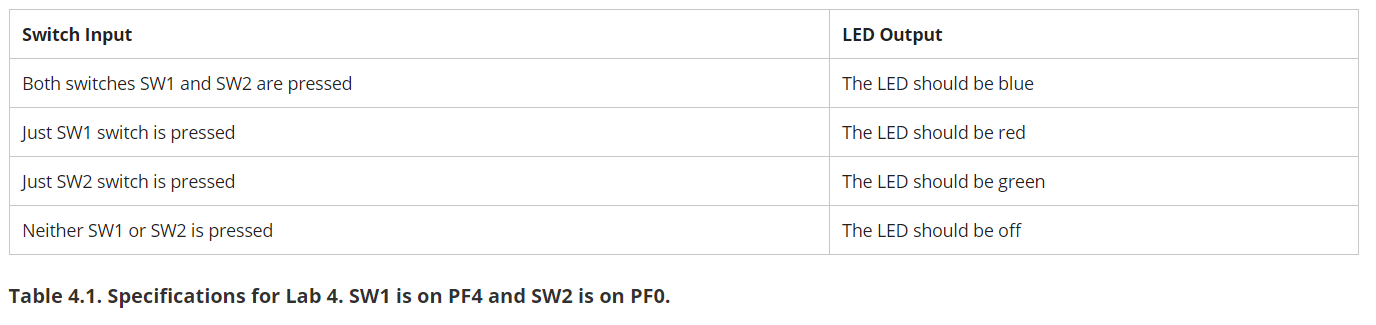 Switch Input LED Output
Both switches SW1 and SW2 are pressed The LED should be blue
Just SW1 switch is pressed The LED should be red
Just SW2 switch is pressed The LED should be green
Neither SW1 or SW2 is pressed The LED should be off
Table 4.1. Specifications for Lab 4. SW1 is on PF4 and SW2 is on PF0.